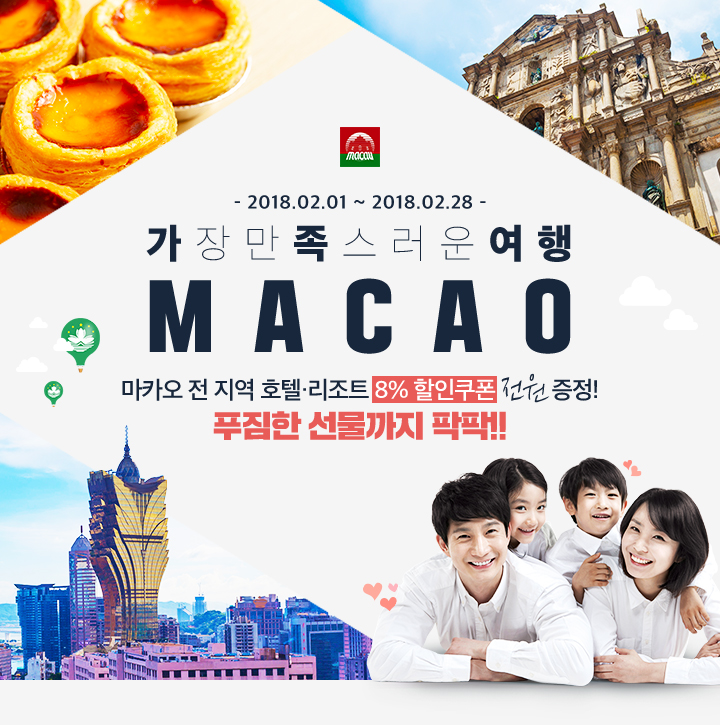 MACAU
- 2018.02.01 ~ 2018.02.28 -
가장만족스러운여행
MACAO
마카오 전 지역 호텔·리조트 8% 할인쿠폰 전원 증정!
푸짐한 선물까지 팍팍!!